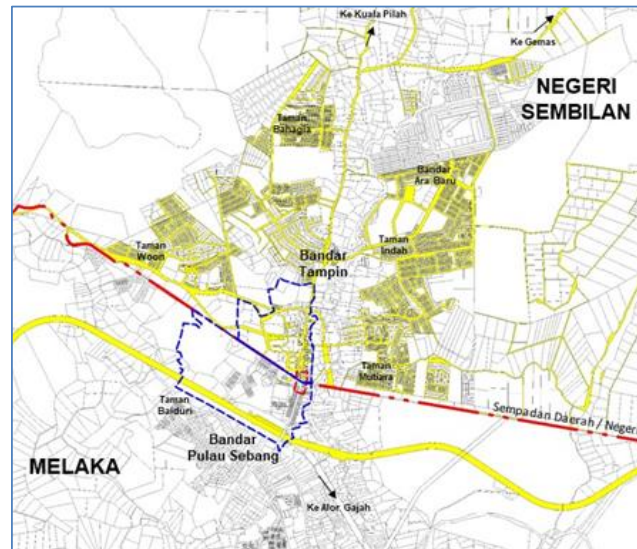 Ke Kuala Pilah
Ke Gemas
NEGERI
SEMBILAN
Taman
Bahagia
Bandar
Ara Baru
Taman
Woon
Bandar
Tampin
Taman
Indah
Taman
Mutiara
Sempadan Daerah / Negeri
Taman
Baiduri
Bandar
Pulau Sebang
MELAKA
Ke Alor Gajah